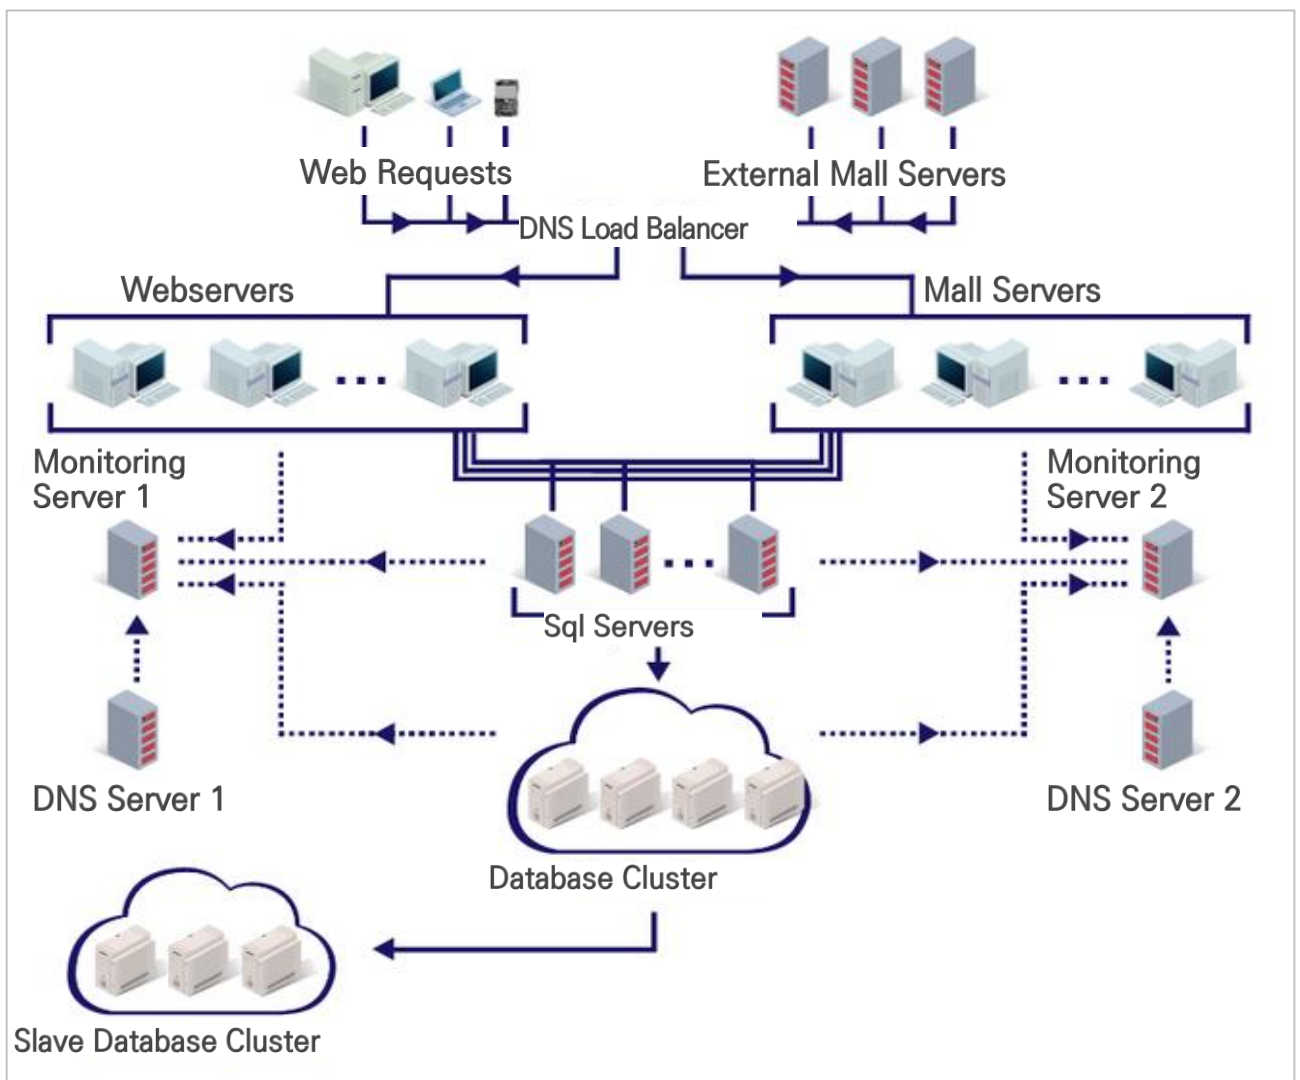 Web Requests
External Mall Servers
DNS Load Balancer
Webservers
Mall Servers
Monitoring
Server 1
Monitoring
Server 2
Sql Servers
DNS Server 1
DNS Server 2
Database Cluster
Slave Database Cluster